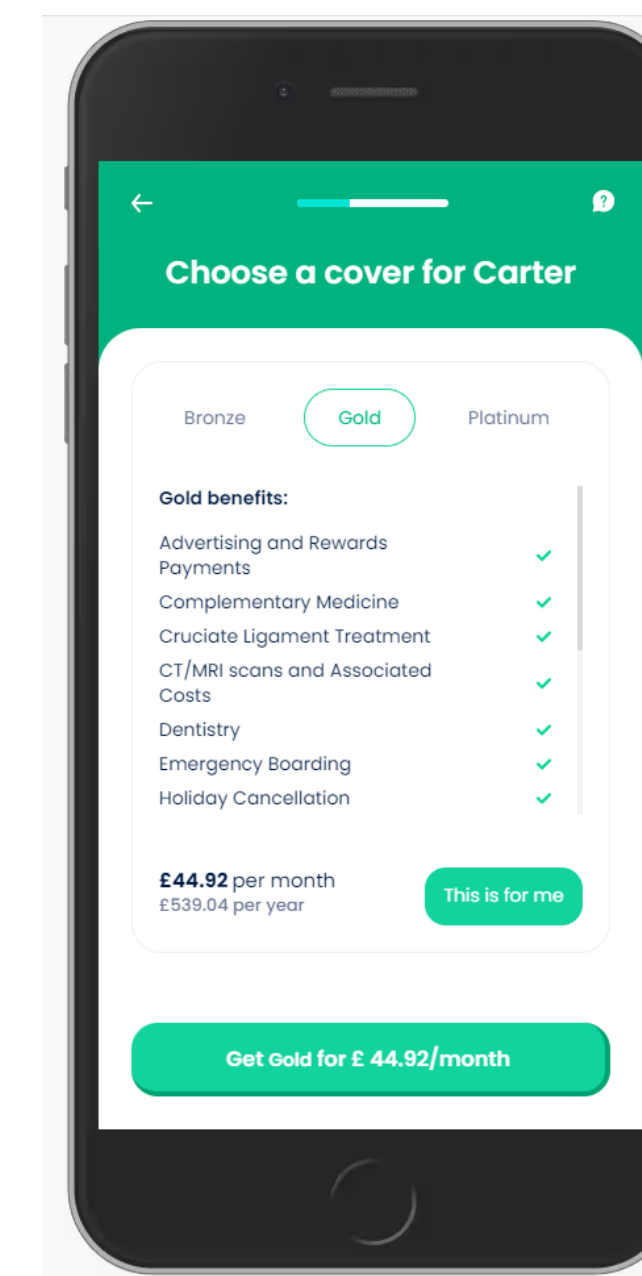 ?
Choose a cover for Carter
Bronze
Gold
Platinum
Gold benefits:
Advertising and Rewards
Payments
Complementary Medicine
Cruciate Ligament Treatment
CT/MRI scans and Associated
Costs
Dentistry
Emergency Boarding
Holiday Cancellation
£44.92 per month
£539.04 per year
This is for me
Get Gold for £ 44.92/month